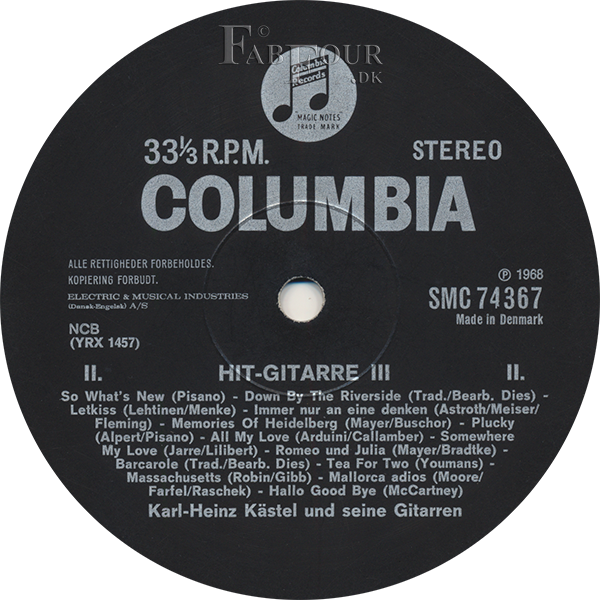 ©
FAB FOUR
.DK
Columbia
Records
"MAGIC NOTES"
TRADE MARK
33⅓ R.P.M. STEREO
COLUMBIA
ALLE RETTIGHEDER FORBEHOLDES.
KOPIERING FORBUDT.
ELECTRIC & MUSICAL INDUSTRIES
(Dansk-Engelsk) A/S
℗ 1968
SMC 74367
Made in Denmark
NCB
(YRX 1457)
II. HIT-GITARRE III II.
So What's New (Pisano) - Down By The Riverside (Trad./Bearb. Dies) -
Letkiss (Lehtinen/Menke) - Immer nur an eine denken (Astroth/Meiser/
Fleming) - Memories Of Heidelberg (Mayer/Buschor) - Plucky
(Alpert/Pisano) - All My Love (Arduini/Callamber) - Somewhere
My Love (Jarre/Lilibert) - Romeo und Julia (Mayer/Bradtke) -
Barcarole (Trad./Bearb. Dies) - Tea For Two (Youmans) -
Massachusetts (Robin/Gibb) - Mallorca adios (Moore/
Farfel/Raschek) - Hallo Good Bye (McCartney)
Karl-Heinz Kästel und seine Gitarren